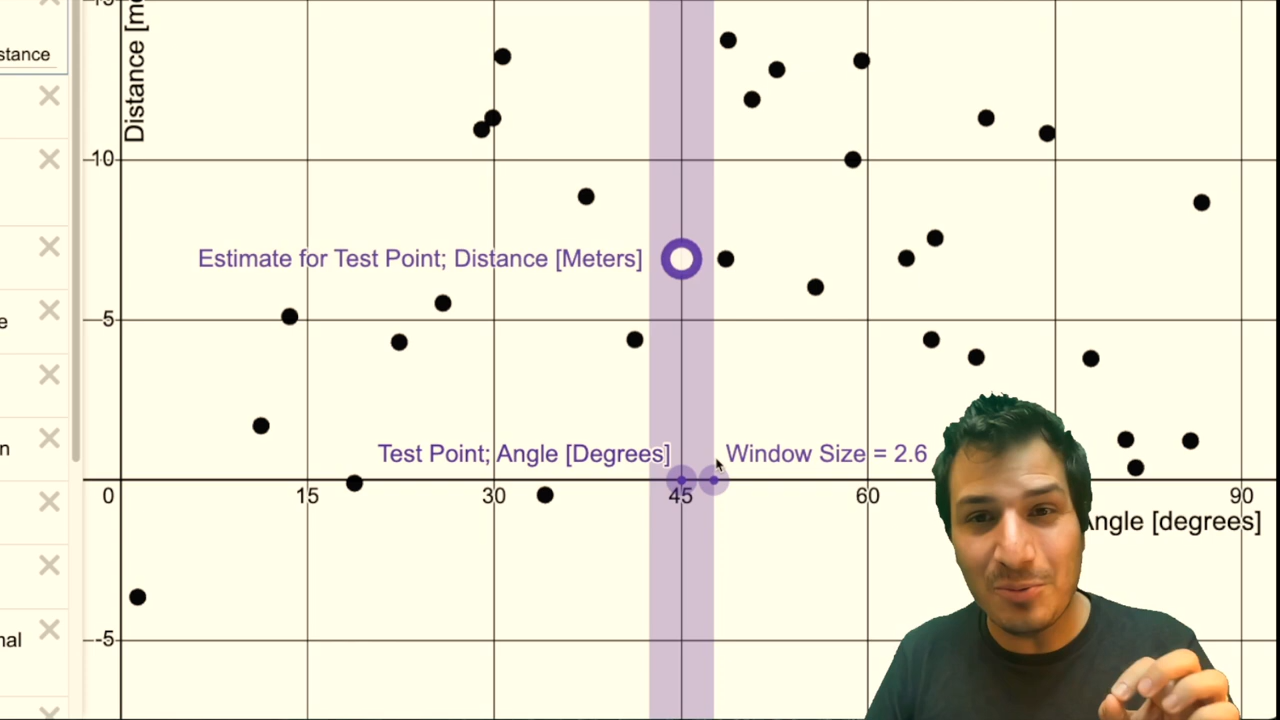 stance
e
n
nal
Distance [me
10
5
-5
Estimate for Test Point; Distance [Meters]
Test Point; Angle [Degrees]
Window Size = 2.6
0
15
30
45
60
90
Angle [degrees]